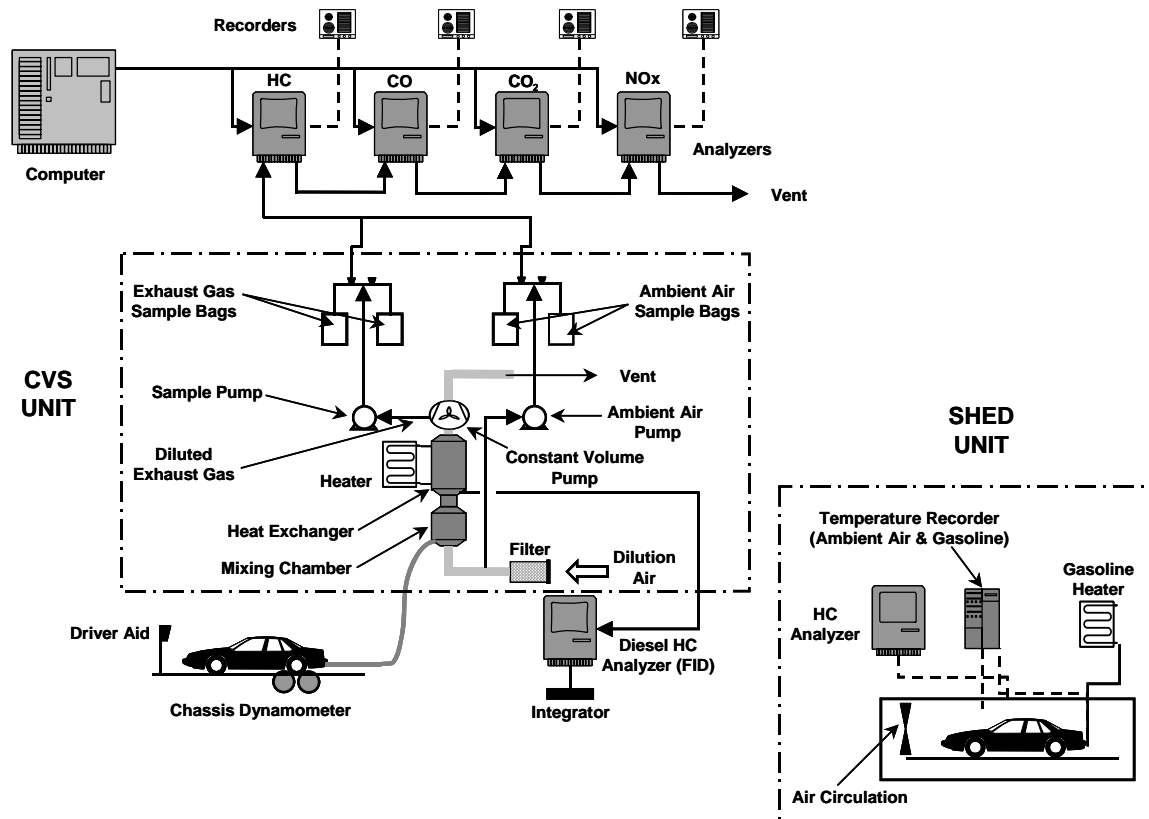 Recorders
HC
CO
CO2
NOx
Computer
Analyzers
Vent
Exhaust Gas
Sample Bags
Ambient Air
Sample Bags
CVS
UNIT
Sample Pump
Vent
Ambient Air
Pump
Diluted
Exhaust Gas
Heater
Constant Volume
Pump
Heat Exchanger
Mixing Chamber
Filter
Dilution
Air
Driver Aid
Chassis Dynamometer
Diesel HC
Analyzer (FID)
Integrator
SHED
UNIT
Temperature Recorder
(Ambient Air & Gasoline)
Gasoline
Heater
HC
Analyzer
Air Circulation